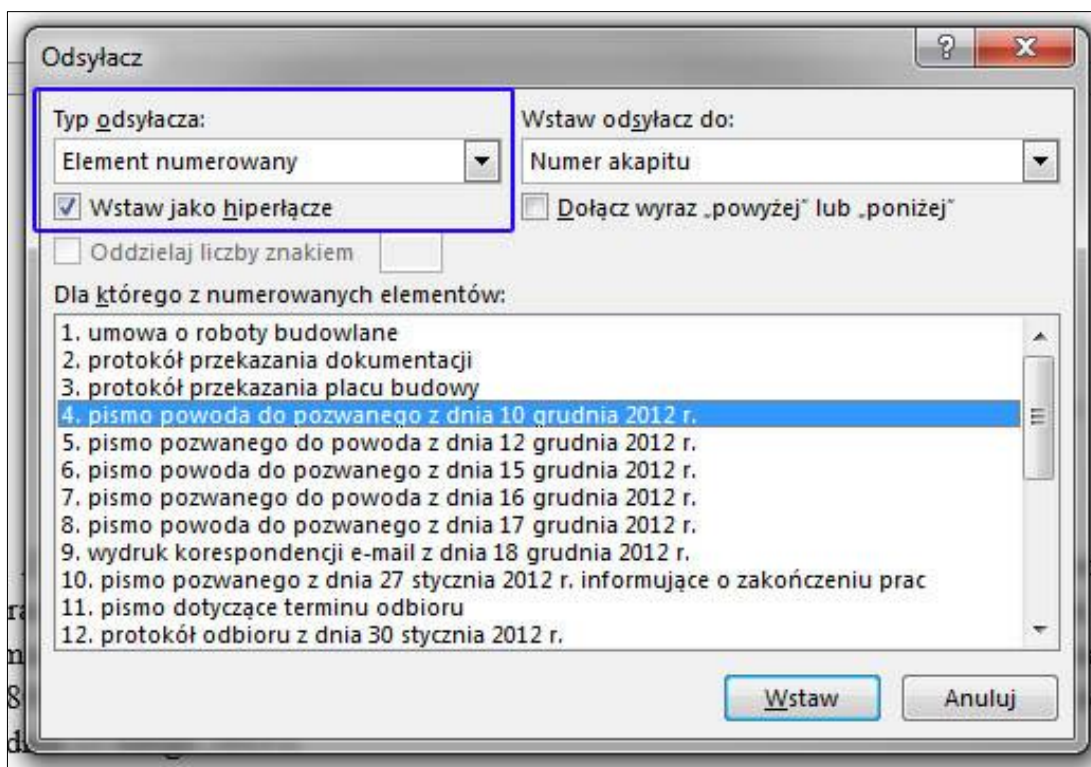 Odsyłacz
Typ odsyłacza:
Wstaw odsyłacz do:
Element numerowany
Numer akapitu
Wstaw jako hiperłącze
Dołącz wyraz „powyżej” lub „poniżej”
Oddzielaj liczby znakiem
Dla którego z numerowanych elementów:
1. umowa o roboty budowlane
2. protokół przekazania dokumentacji
3. protokół przekazania placu budowy
4. pismo powoda do pozwanego z dnia 10 grudnia 2012 r.
5. pismo pozwanego do powoda z dnia 12 grudnia 2012 r.
6. pismo powoda do pozwanego z dnia 15 grudnia 2012 r.
7. pismo pozwanego do powoda z dnia 16 grudnia 2012 r.
8. pismo powoda do pozwanego z dnia 17 grudnia 2012 r.
9. wydruk korespondencji e-mail z dnia 18 grudnia 2012 r.
10. pismo pozwanego z dnia 27 stycznia 2012 r. informujące o zakończeniu prac
11. pismo dotyczące terminu odbioru
12. protokół odbioru z dnia 30 stycznia 2012 r.
Wstaw
Anuluj